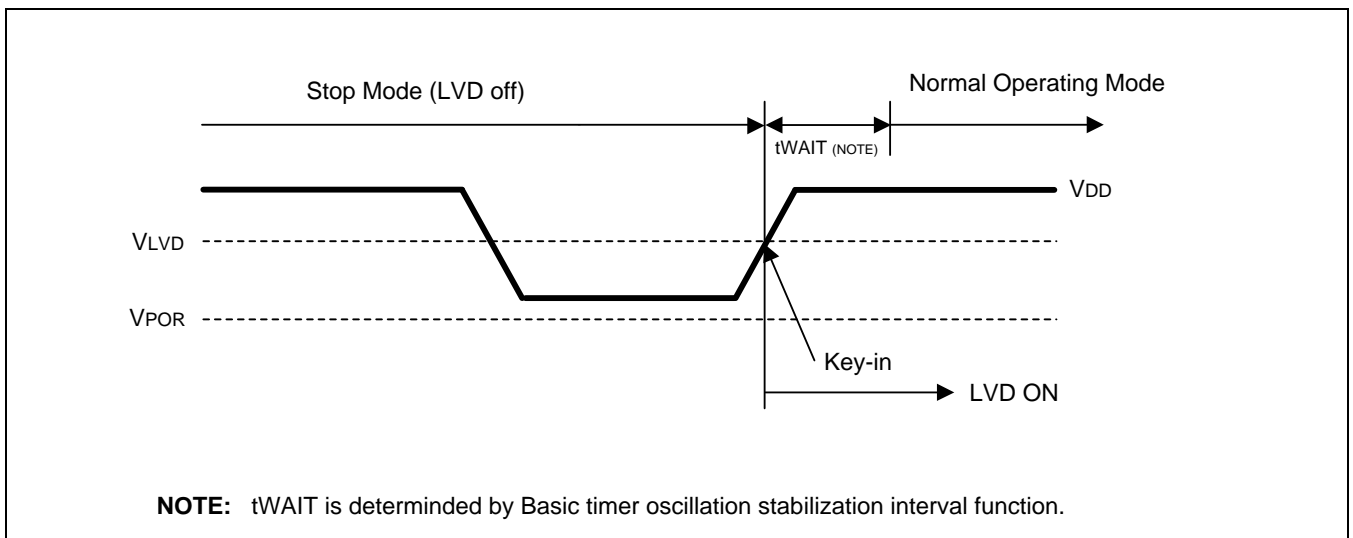 Stop Mode (LVD off)
Normal Operating Mode
tWAIT (NOTE)
VDD
VLVD
VPOR
Key-in
LVD ON
NOTE: tWAIT is determinded by Basic timer oscillation stabilization interval function.